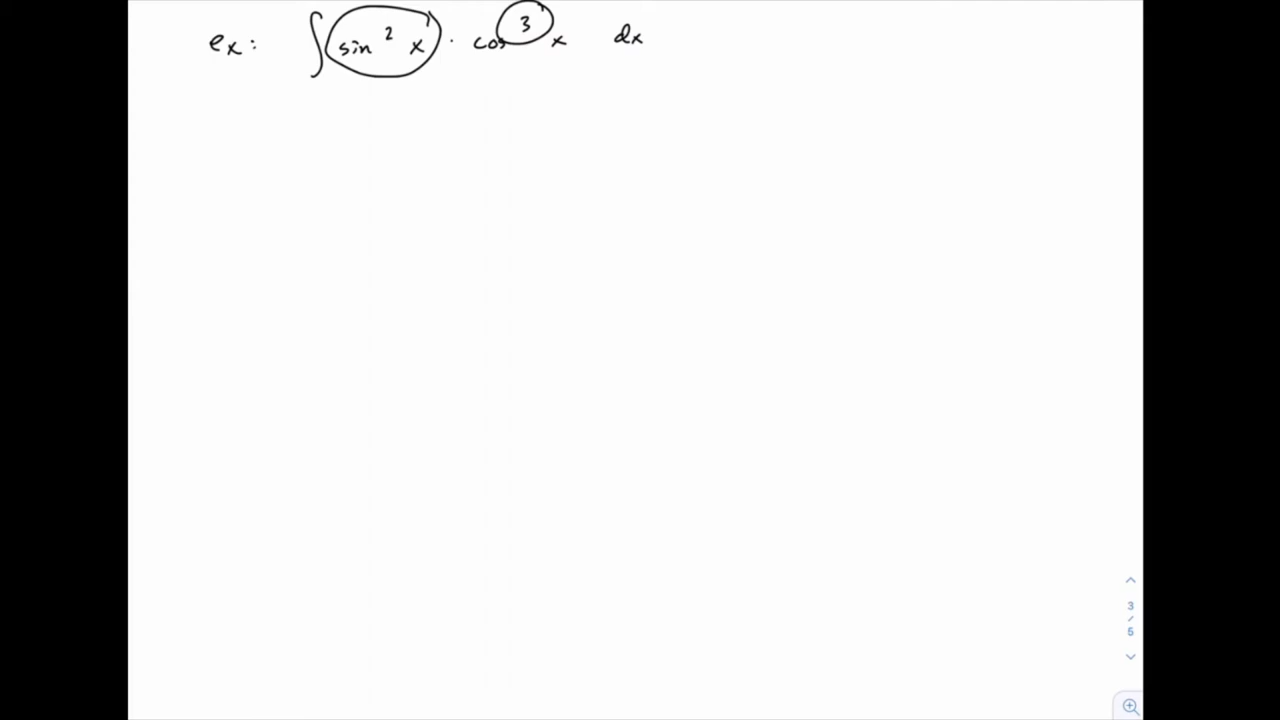 ex: ∫ sin² x · cos³ x dx
3
/
5